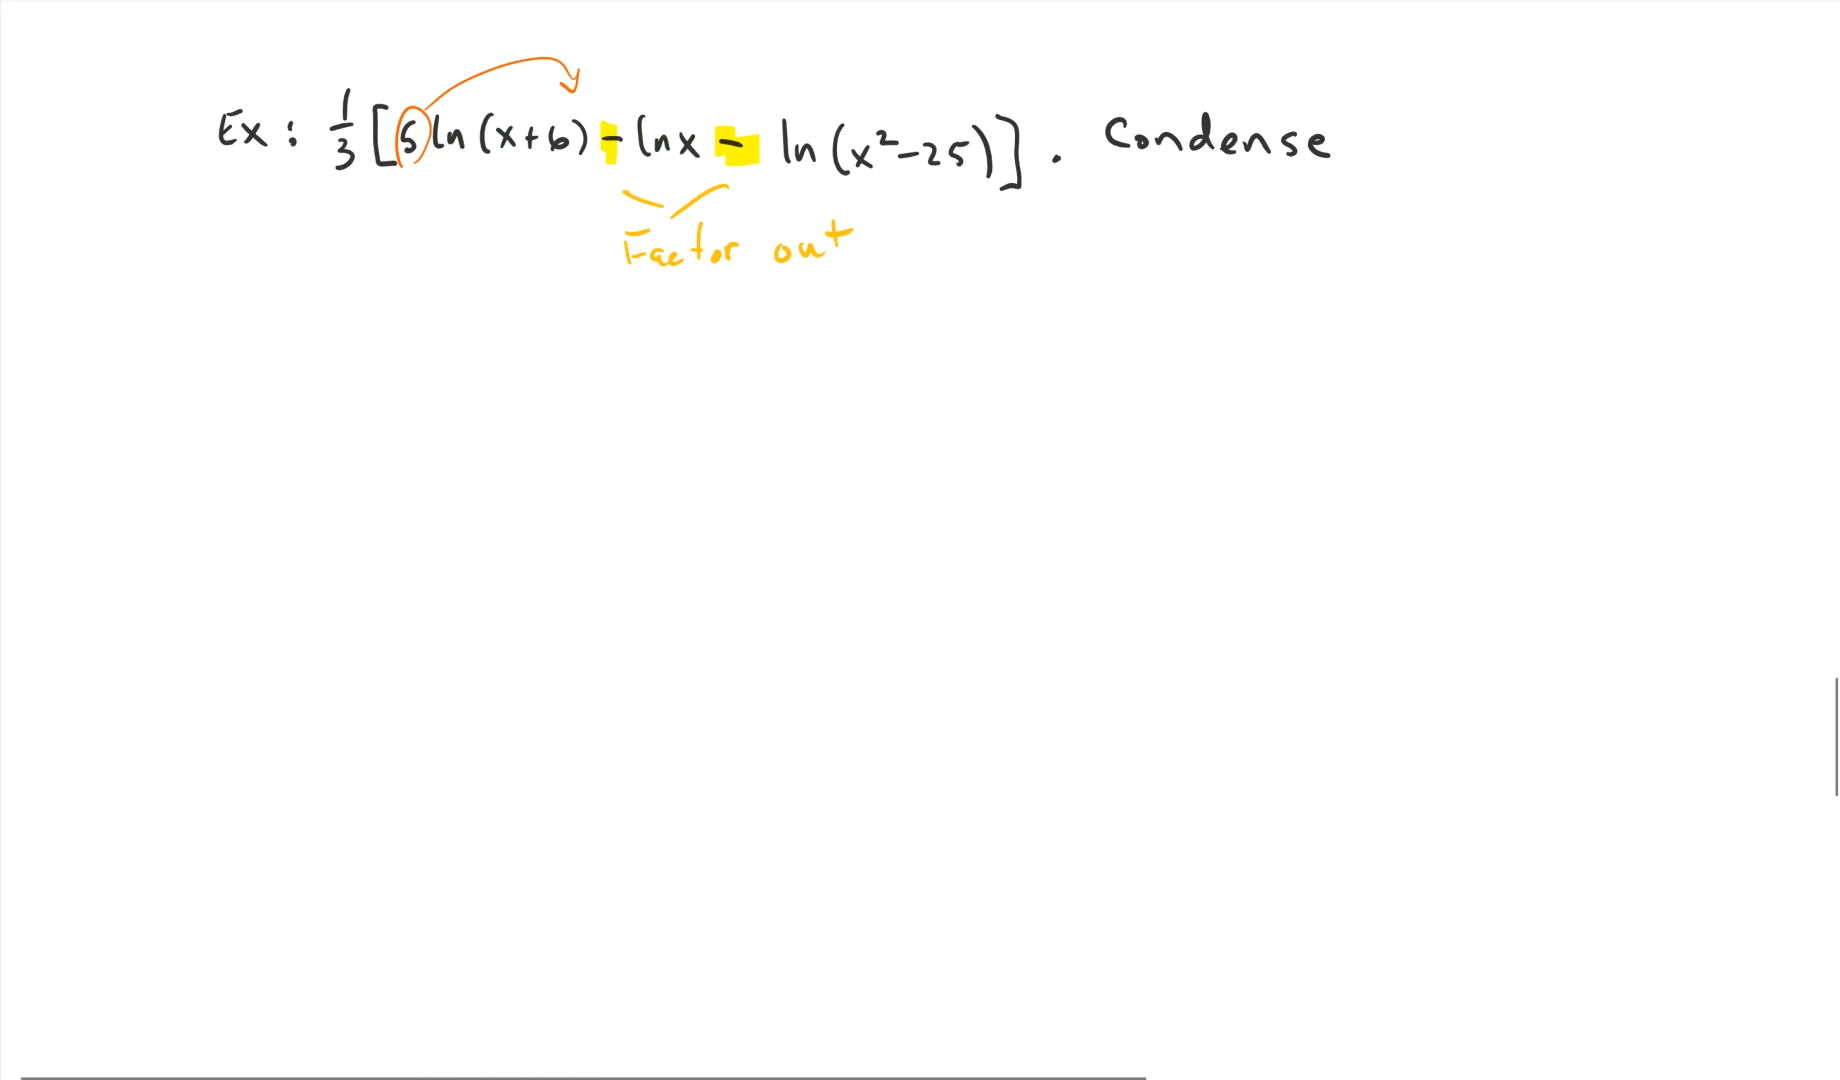 Ex: 1/3 [5 ln (x+6) - ln x - ln (x²-25)]. Condense
Factor out